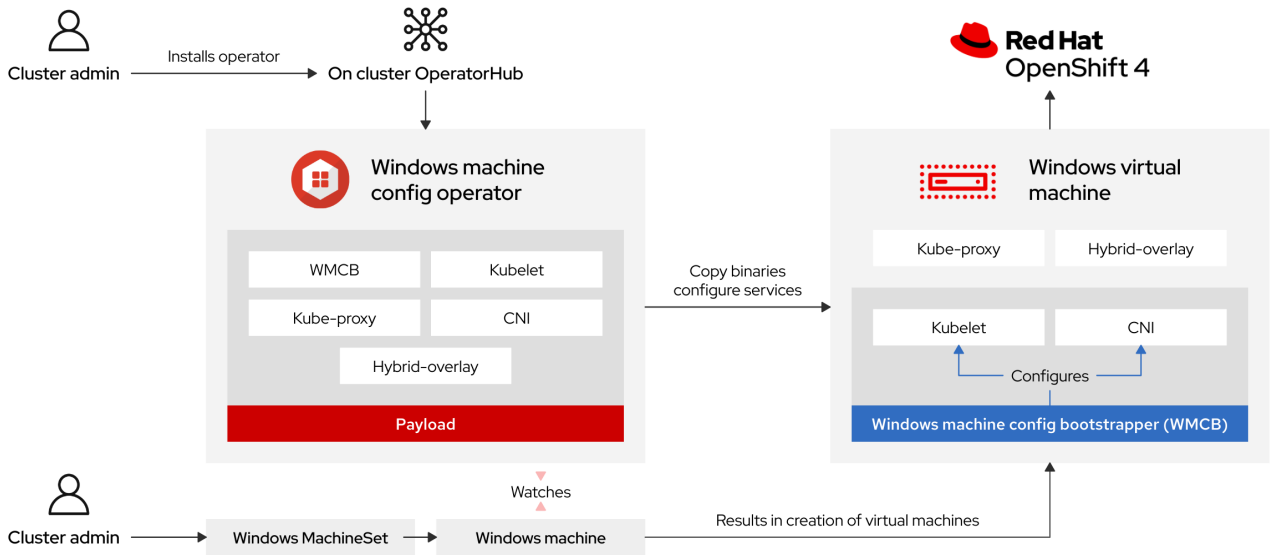 Cluster admin
Installs operator
On cluster OperatorHub
Red Hat
OpenShift 4
Windows machine
config operator
WMCB
Kubelet
Kube-proxy
CNI
Hybrid-overlay
Payload
Copy binaries
configure services
Windows virtual
machine
Kube-proxy
Hybrid-overlay
Kubelet
CNI
Configures
Windows machine config bootstrapper (WMCB)
Watches
Cluster admin
Windows MachineSet
Windows machine
Results in creation of virtual machines